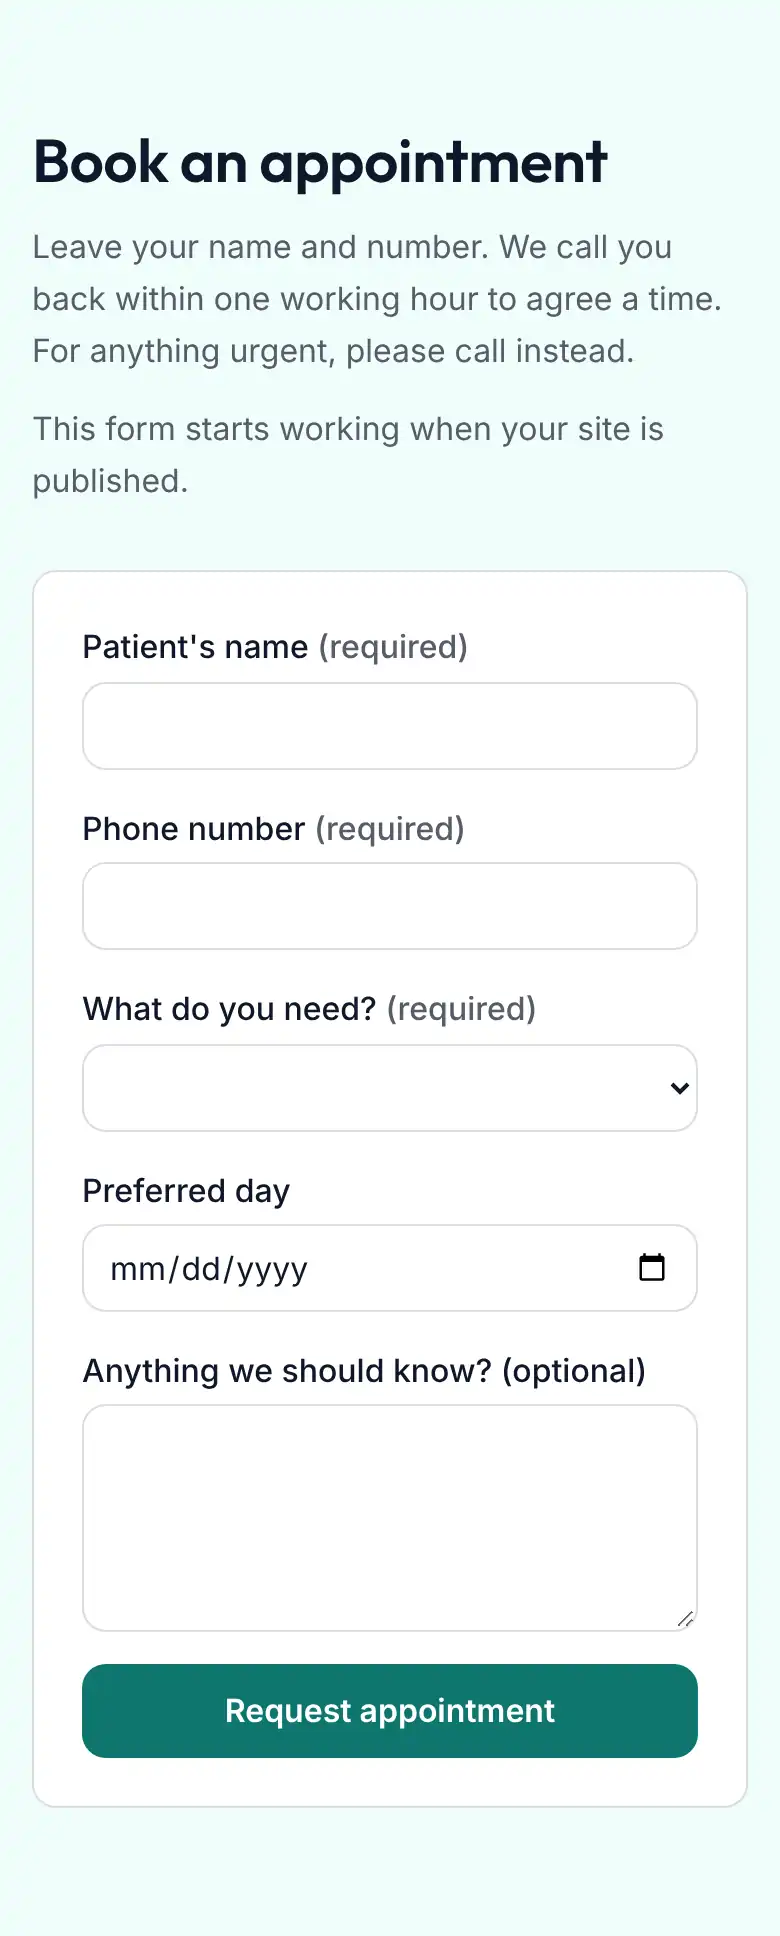 Book an appointment
Leave your name and number. We call you
back within one working hour to agree a time.
For anything urgent, please call instead.
This form starts working when your site is
published.
Patient's name (required)
Phone number (required)
What do you need? (required)
Preferred day
mm/dd/yyyy
Anything we should know? (optional)
Request appointment